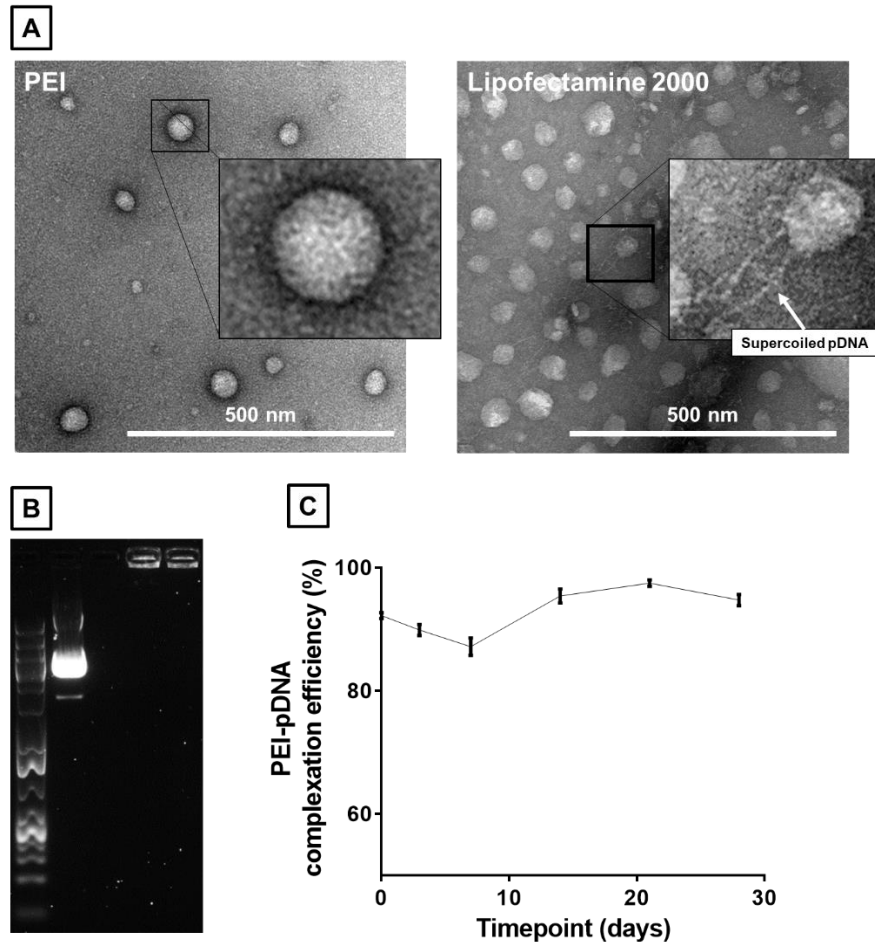 A
PEI
Lipofectamine 2000
Supercoiled pDNA
500 nm
500 nm
B
C
100
80
60
PEI-pDNA
complexation efficiency (%)
0
10
20
30
Timepoint (days)